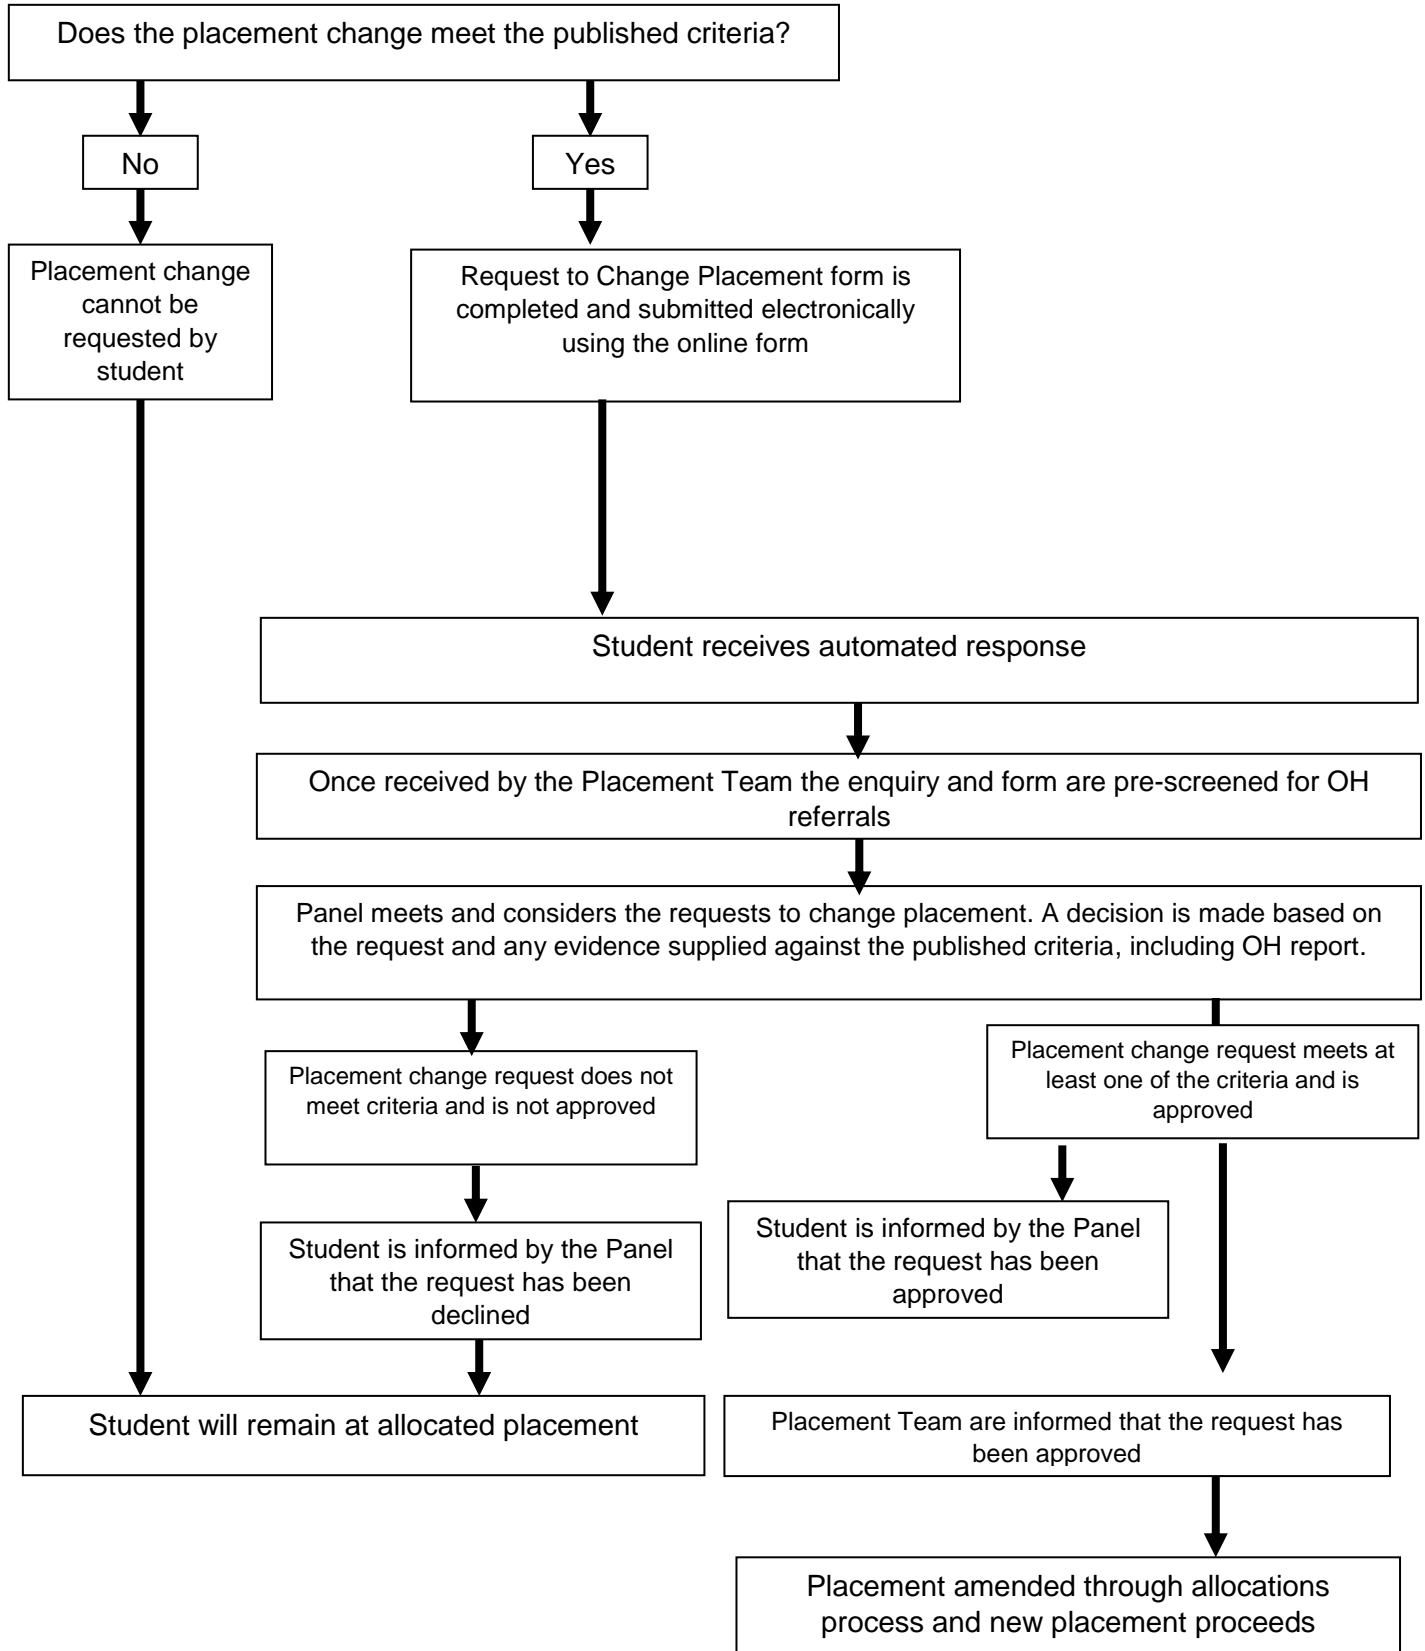 Does the placement change meet the published criteria?
No
Yes
Placement change
cannot be
requested by
student
Request to Change Placement form is
completed and submitted electronically
using the online form
Student receives automated response
Once received by the Placement Team the enquiry and form are pre-screened for OH
referrals
Panel meets and considers the requests to change placement. A decision is made based on
the request and any evidence supplied against the published criteria, including OH report.
Placement change request does not
meet criteria and is not approved
Placement change request meets at
least one of the criteria and is
approved
Student is informed by the Panel
that the request has been
declined
Student is informed by the Panel
that the request has been
approved
Student will remain at allocated placement
Placement Team are informed that the request has
been approved
Placement amended through allocations
process and new placement proceeds